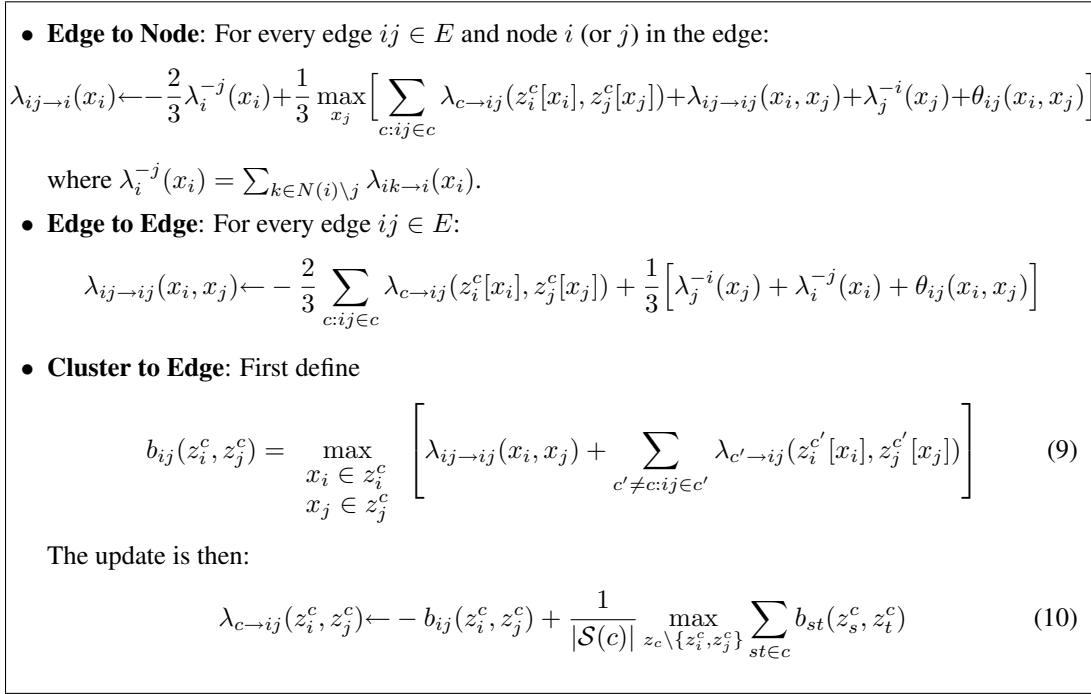 • Edge to Node: For every edge ij ∈ E and node i (or j) in the edge:
λ_{ij→i}(x_i)←−\frac{2}{3}λ_i^{−j}(x_i)+\frac{1}{3} \max_{x_j}[∑_{c:ij∈c} λ_{c→ij}(z_i^c[x_i], z_j^c[x_j])+λ_{ij→ij}(x_i, x_j)+λ_j^{−i}(x_j)+θ_{ij}(x_i, x_j)]
where λ_i^{−j}(x_i) = ∑_{k∈N(i)\j} λ_{ik→i}(x_i).
• Edge to Edge: For every edge ij ∈ E:
λ_{ij→ij}(x_i, x_j)← − \frac{2}{3} ∑_{c:ij∈c} λ_{c→ij}(z_i^c[x_i], z_j^c[x_j]) + \frac{1}{3}[λ_j^{−i}(x_j) + λ_i^{−j}(x_i) + θ_{ij}(x_i, x_j)]
• Cluster to Edge: First define
b_{ij}(z_i^c, z_j^c) = \max_{x_i ∈ z_i^c, x_j ∈ z_j^c} [λ_{ij→ij}(x_i, x_j) + ∑_{c'≠c:ij∈c'} λ_{c'→ij}(z_i^{c'}[x_i], z_j^{c'}[x_j])] (9)
The update is then:
λ_{c→ij}(z_i^c, z_j^c)← − b_{ij}(z_i^c, z_j^c) + \frac{1}{|S(c)|} \max_{z_c\{z_i^c, z_j^c}} ∑_{st∈c} b_{st}(z_s^c, z_t^c) (10)